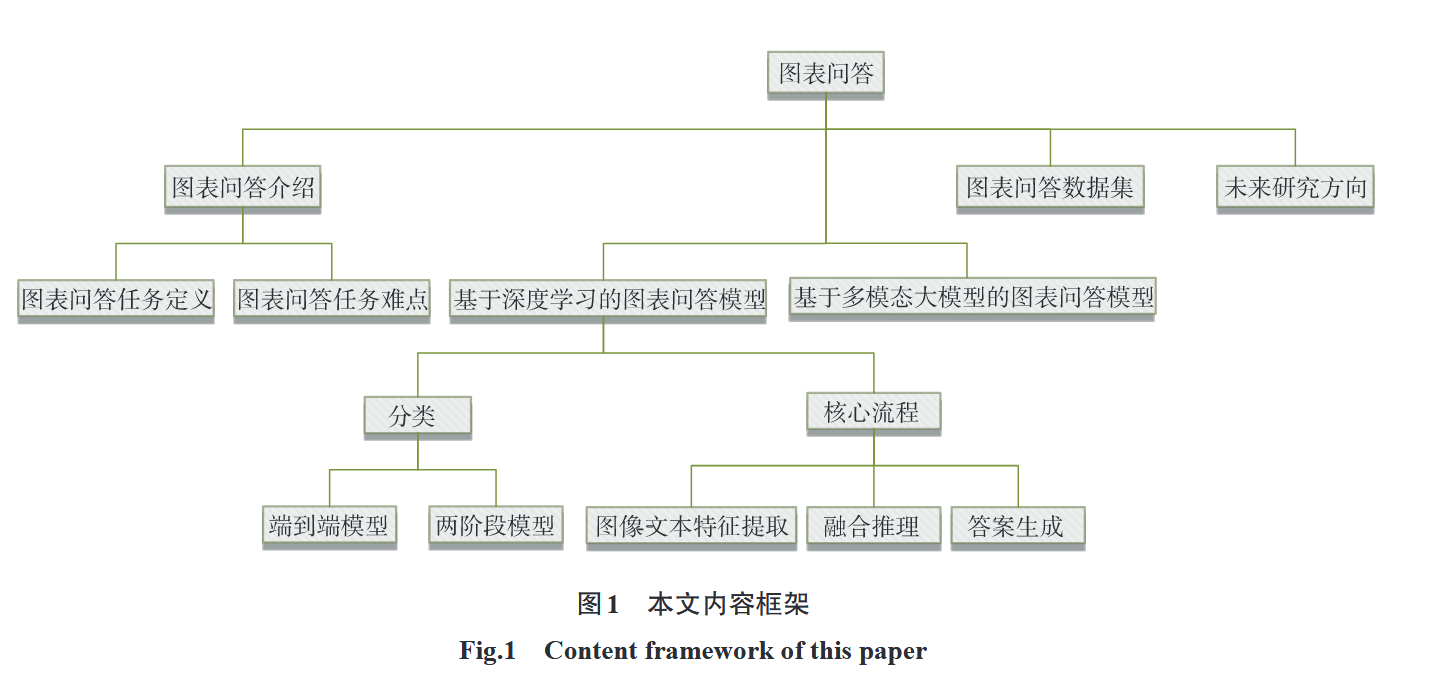 图表问答
图表问答介绍
图表问答数据集
未来研究方向
图表问答任务定义
图表问答任务难点
基于深度学习的图表问答模型
基于多模态大模型的图表问答模型
分类
核心流程
端到端模型
两阶段模型
图像-文本特征提取
融合推理
答案生成
图1 本文内容框架
Fig.1 Content framework of this paper